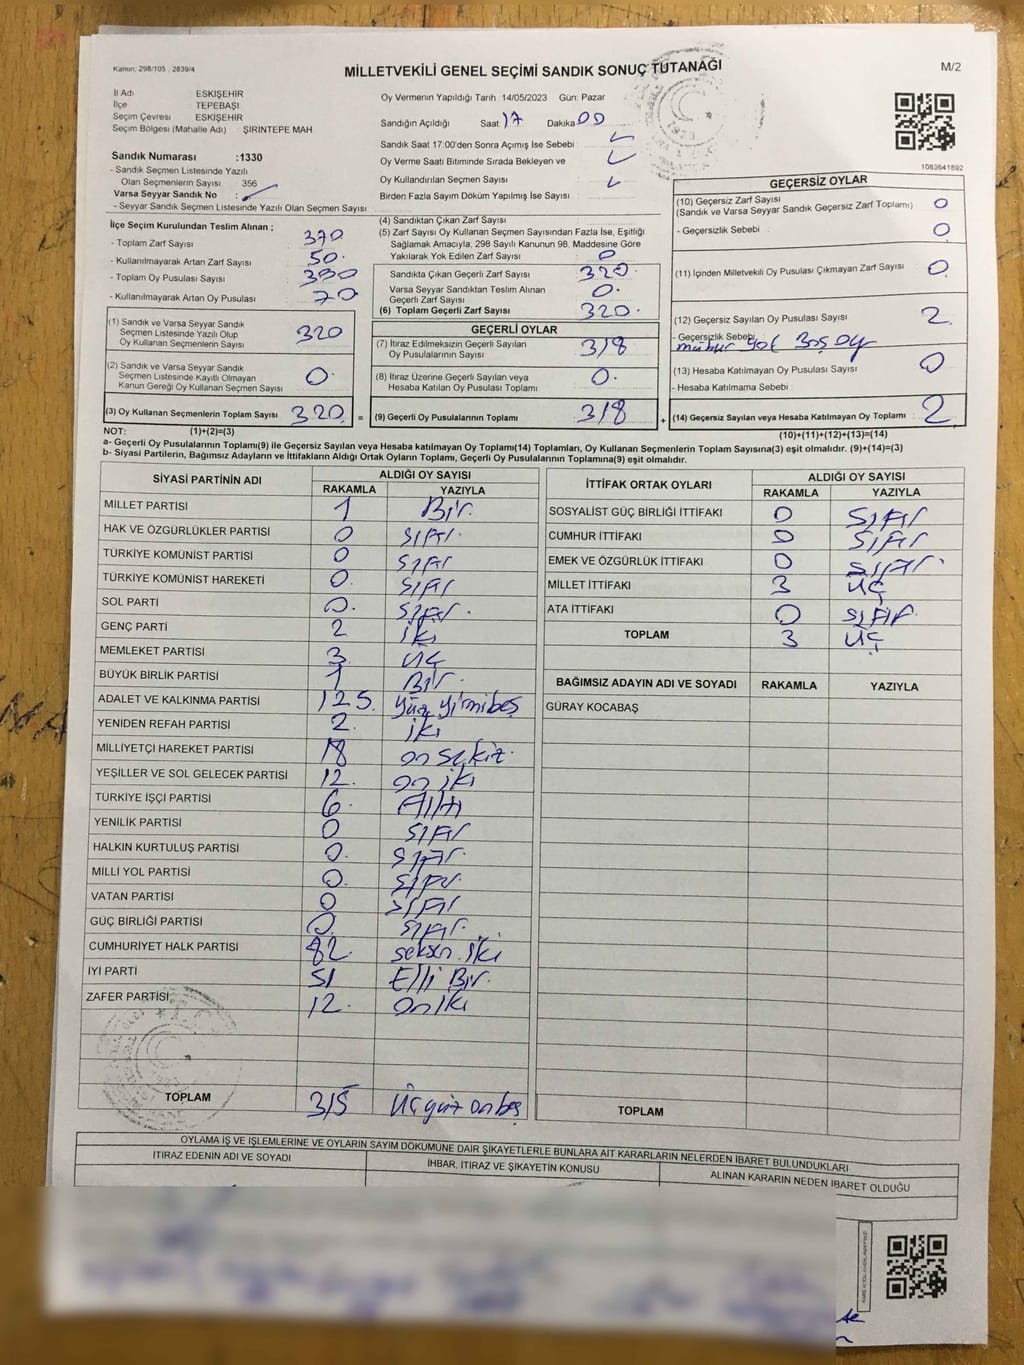 Kanun, 298/105 , 2839/4
MİLLETVEKİLİ GENEL SEÇİMİ SANDIK SONUÇ TUTANAĞI
M/2
İl Adı ESKİŞEHİR
İlçe TEPEBAŞI
Seçim Çevresi ESKİŞEHİR
Seçim Bölgesi (Mahalle Adı) ŞİRİNTEPE MAH
Sandık Numarası :1330
- Sandık Seçmen Listesinde Yazılı
Olan Seçmenlerin Sayısı 356
Varsa Seyyar Sandık No :
- Seyyar Sandık Seçmen Listesinde Yazılı Olan Seçmen Sayısı
Oy Vermenin Yapıldığı Tarih :14/05/2023 Gün: Pazar
Sandığın Açıldığı Saat 17 Dakika 00
Sandık Saat 17:00'den Sonra Açımış İse Sebebi
Oy Verme Saati Bitiminde Sırada Bekleyen ve
Oy Kullandırılan Seçmen Sayısı
Birden Fazla Sayım Döküm Yapılmış İse Sayısı
1083641892
İlçe Seçim Kurulundan Teslim Alınan ;
- Toplam Zarf Sayısı 370
- Kullanılmayarak Artan Zarf Sayısı 50.
- Toplam Oy Pusulası Sayısı 390
- Kullanılmayarak Artan Oy Pusulası 70
(1) Sandık ve Varsa Seyyar Sandık
Seçmen Listesinde Yazılı Olup
Oy Kullanan Seçmenlerin Sayısı 320
(2) Sandık ve Varsa Seyyar Sandık
Seçmen Listesinde Kayıtlı Olmayan
Kanun Gereği Oy Kullanan Seçmen Sayısı 0.
(3) Oy Kullanan Seçmenlerin Toplam Sayısı 320. =
(4) Sandıktan Çıkan Zarf Sayısı
(5) Zarf Sayısı Oy Kullanan Seçmen Sayısından Fazla İse, Eşitliği
Sağlamak Amacıyla, 298 Sayılı Kanunun 98. Maddesine Göre
Yakılarak Yok Edilen Zarf Sayısı 0
Sandıkta Çıkan Geçerli Zarf Sayısı 320.
Varsa Seyyar Sandıktan Teslim Alınan
Geçerli Zarf Sayısı 0.
(6) Toplam Geçerli Zarf Sayısı 320.
GEÇERLİ OYLAR
(7) İtiraz Edilmeksizin Geçerli Sayılan
Oy Pusulalarının Sayısı 318
(8) İtiraz Üzerine Geçerli Sayılan veya
Hesaba Katılan Oy Pusulası Toplamı 0.
(9) Geçerli Oy Pusulalarının Toplamı 318 +
GEÇERSİZ OYLAR
(10) Geçersiz Zarf Sayısı
(Sandık ve Varsa Seyyar Sandık Geçersiz Zarf Toplamı) 0
- Geçersizlik Sebebi : 0.
(11) İçinden Milletvekili Oy Pusulası Çıkmayan Zarf Sayısı 0.
(12) Geçersiz Sayılan Oy Pusulası Sayısı 2.
- Geçersizlik Sebebi
mühür yok Boş oy
(13) Hesaba Katılmayan Oy Pusulası Sayısı 0
- Hesaba Katılmama Sebebi
(14) Geçersiz Sayılan veya Hesaba Katılmayan Oy Toplamı : 2
NOT: (1)+(2)=(3)
(10)+(11)+(12)+(13)=(14)
a- Geçerli Oy Pusulalarının Toplamı(9) ile Geçersiz Sayılan veya Hesaba katılmayan Oy Toplamı(14) Toplamları, Oy Kullanan Seçmenlerin Toplam Sayısına(3) eşit olmalıdır. (9)+(14)=(3)
b- Siyasi Partilerin, Bağımsız Adayların ve İttifakların Aldığı Ortak Oyların Toplamı, Geçerli Oy Pusulalarının Toplamına(9) eşit olmalıdır.
SİYASİ PARTİNİN ADI ALDIĞI OY SAYISI
RAKAMLA YAZIYLA
MİLLET PARTİSİ 1 Bir.
HAK VE ÖZGÜRLÜKLER PARTİSİ 0 sıfır.
TÜRKİYE KOMÜNİST PARTİSİ 0 sıfır
TÜRKİYE KOMÜNİST HAREKETİ 0. sıfır
SOL PARTİ 0. sıfır.
GENÇ PARTİ 2 iki
MEMLEKET PARTİSİ 3. üç
BÜYÜK BİRLİK PARTİSİ 1 Bir.
ADALET VE KALKINMA PARTİSİ 125. yüz yirmibeş
YENİDEN REFAH PARTİSİ 2. iki
MİLLİYETÇİ HAREKET PARTİSİ 18 on sekiz.
YEŞİLLER VE SOL GELECEK PARTİSİ 12. on iki
TÜRKİYE İŞÇİ PARTİSİ 6. Altı
YENİLİK PARTİSİ 0 sıfır
HALKIN KURTULUŞ PARTİSİ 0. sıfır.
MİLLİ YOL PARTİSİ 0. sıfır
VATAN PARTİSİ 0 sıfır
GÜÇ BİRLİĞİ PARTİSİ 0. sıfır.
CUMHURİYET HALK PARTİSİ 82. seksen iki
İYİ PARTİ 51 Elli Bir.
ZAFER PARTİSİ 12. on iki
TOPLAM 315 üçyüz on beş
İTTİFAK ORTAK OYLARI ALDIĞI OY SAYISI
RAKAMLA YAZIYLA
SOSYALİST GÜÇ BİRLİĞİ İTTİFAKI 0 sıfır
CUMHUR İTTİFAKI 0 sıfır
EMEK VE ÖZGÜRLÜK İTTİFAKI 0 sıfır.
MİLLET İTTİFAKI 3 üç
ATA İTTİFAKI 0 sıfır.
TOPLAM 3 üç
BAĞIMSIZ ADAYIN ADI VE SOYADI RAKAMLA YAZIYLA
GÜRAY KOCABAŞ
TOPLAM
OYLAMA İŞ VE İŞLEMLERİNE VE OYLARIN SAYIM DÖKÜMÜNE DAİR ŞİKAYETLERLE BUNLARA AİT KARARLARIN NELERDEN İBARET BULUNDUKLARI
İTİRAZ EDENİN ADI VE SOYADI İHBAR, İTİRAZ VE ŞİKAYETİN KONUSU ALINAN KARARIN NEDEN İBARET OLDUĞU